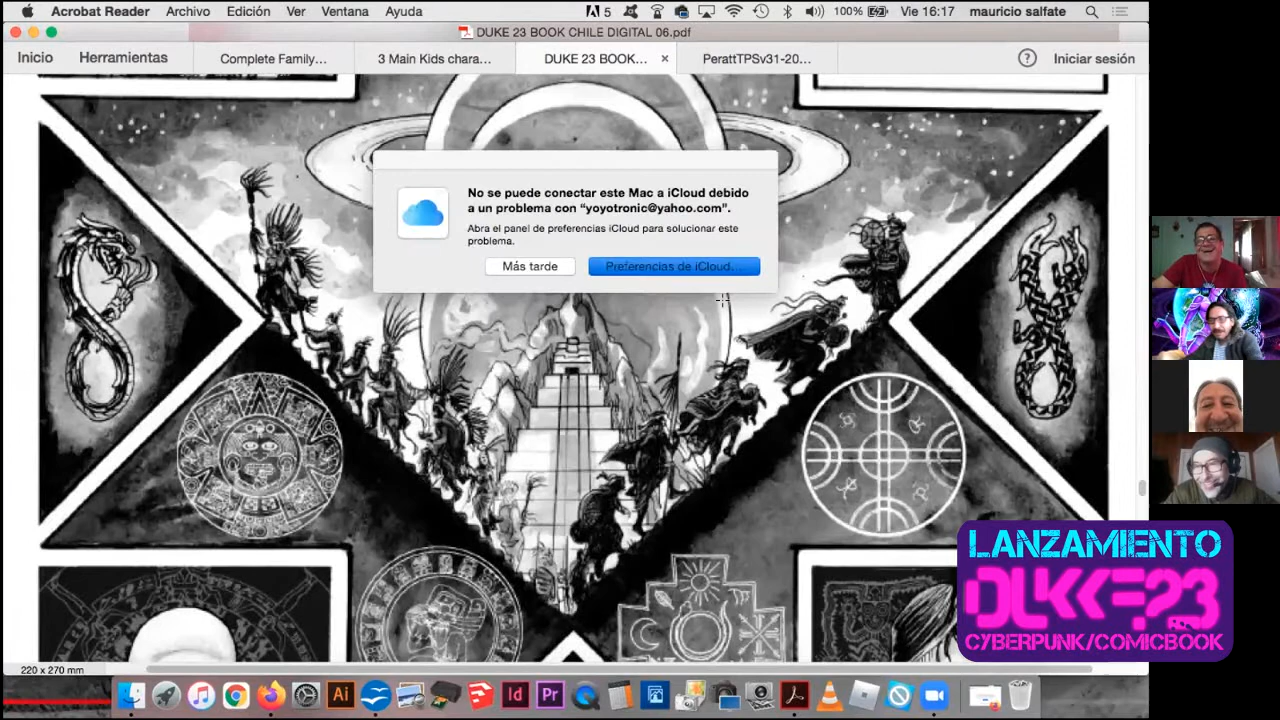 Acrobat Reader Archivo Edición Ver Ventana Ayuda 5 100% Vie 16:17 mauricio salfate
DUKE 23 BOOK CHILE DIGITAL 06.pdf
Inicio Herramientas Complete Family... 3 Main Kids chara... DUKE 23 BOOK... × PerattTPSv31-20... ? Iniciar sesión
No se puede conectar este Mac a iCloud debido
a un problema con “yoyotronic@yahoo.com”.
Abra el panel de preferencias iCloud para solucionar este
problema.
Más tarde Preferencias de iCloud...
LANZAMIENTO
DUKE23
CYBERPUNK/COMICBOOK
220 x 270 mm
Ai Id Pr